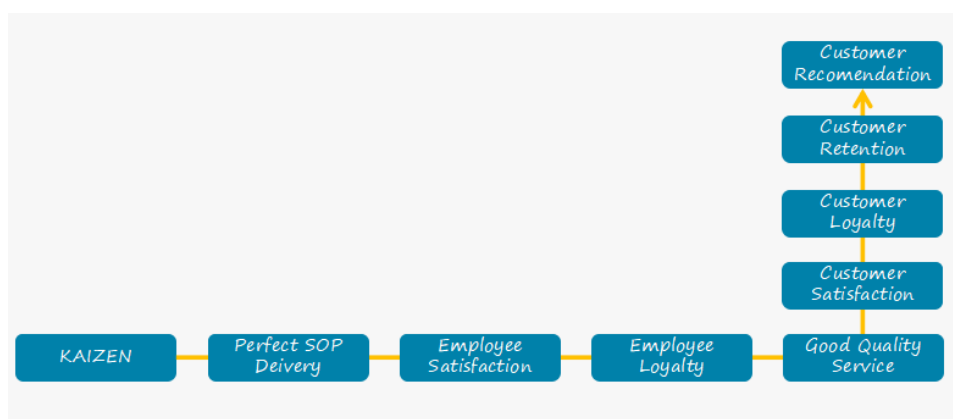 Customer
Recomendation
Customer
Retention
Customer
Loyalty
Customer
Satisfaction
KAIZEN
Perfect SOP
Deivery
Employee
Satisfaction
Employee
Loyalty
Good Quality
Service